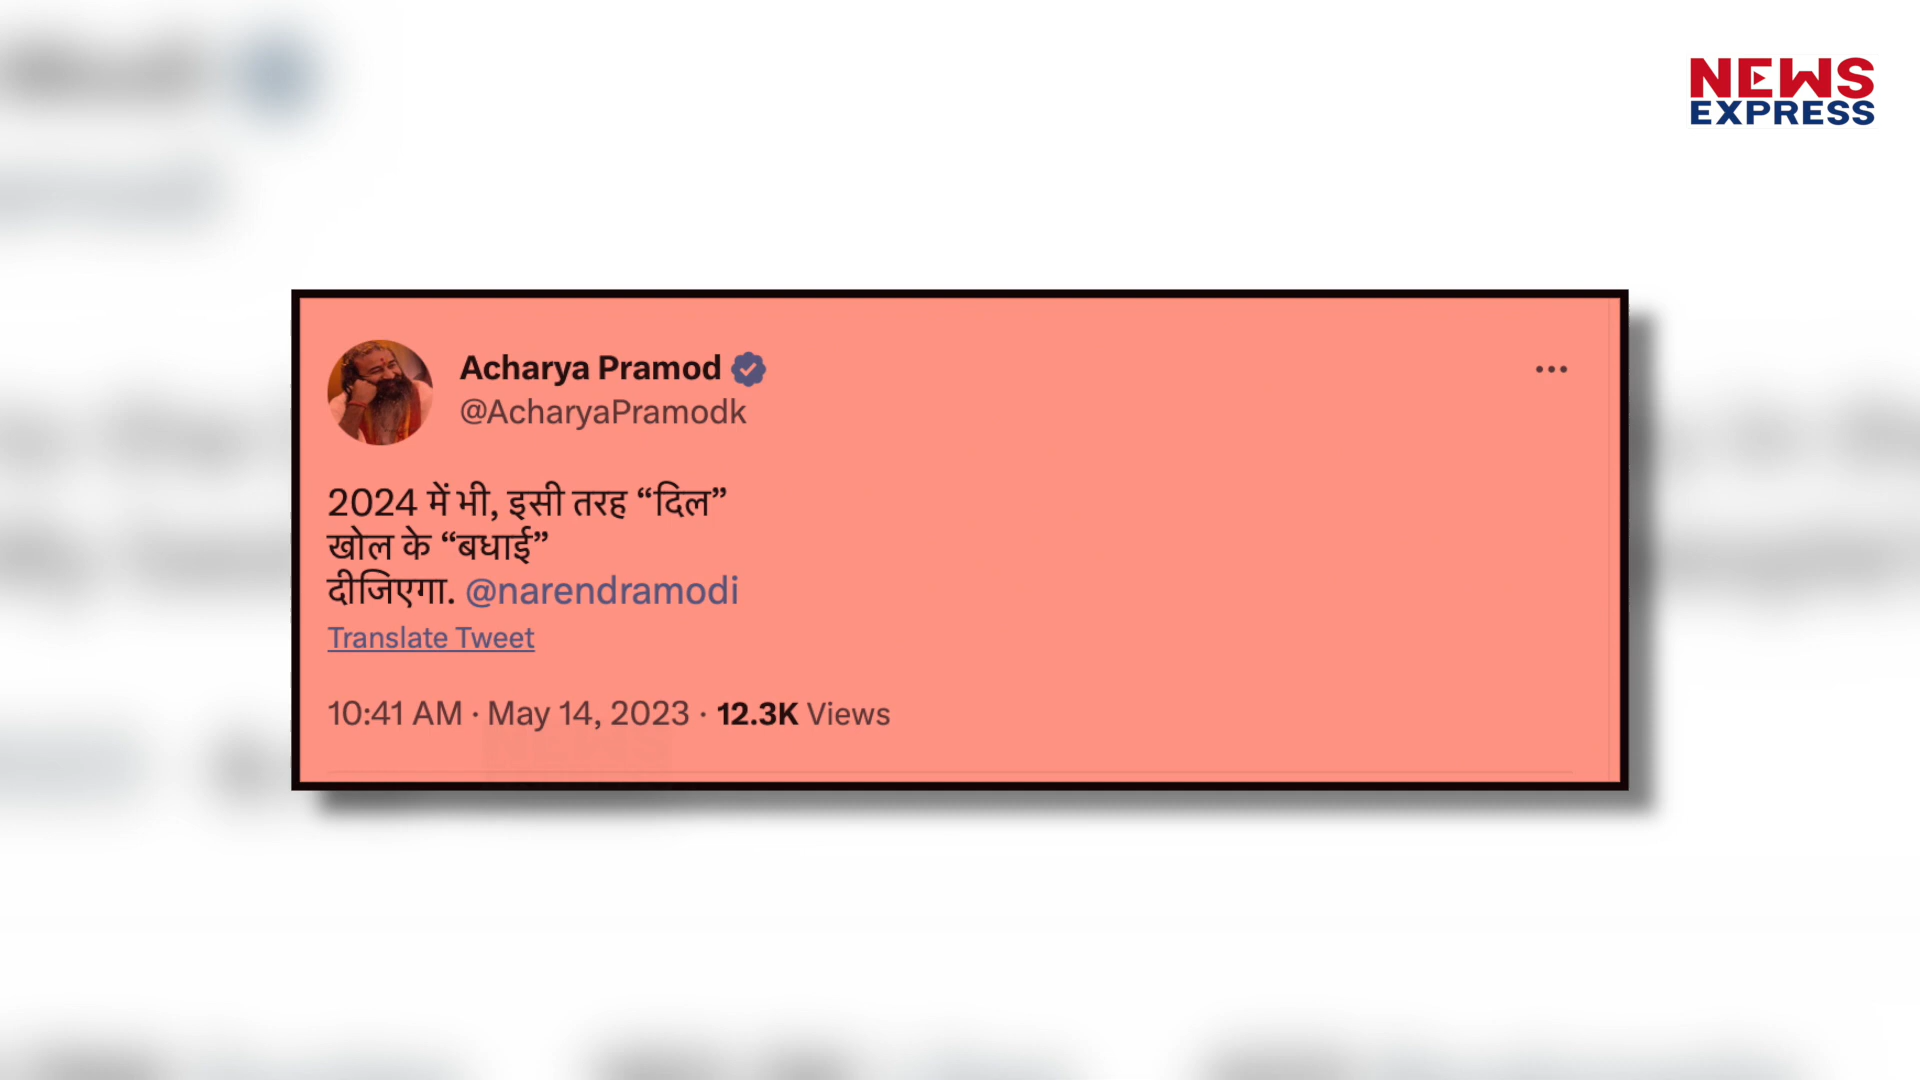 NEWS
EXPRESS
Acharya Pramod
@AcharyaPramodk
2024 में भी, इसी तरह “दिल”
खोल के “बधाई”
दीजिएगा. @narendramodi
Translate Tweet
10:41 AM · May 14, 2023 · 12.3K Views